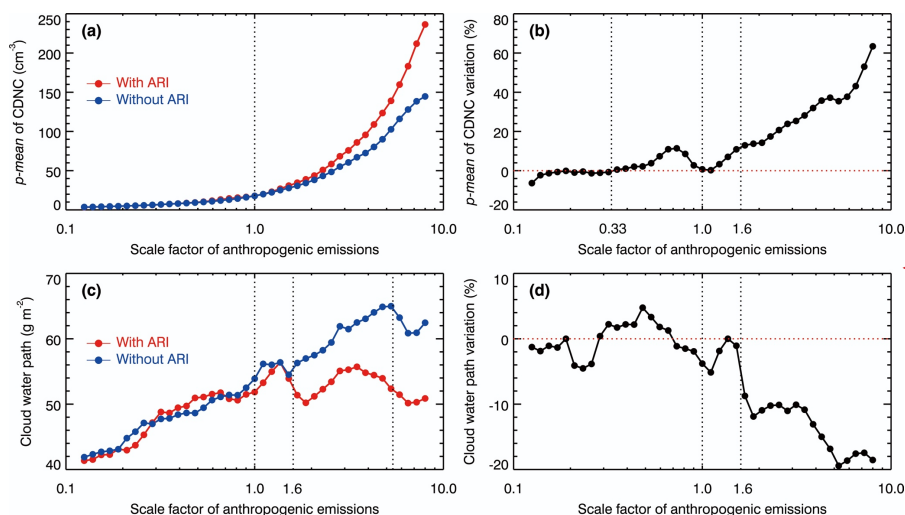 (a)
p-mean of CDNC (cm⁻³)
250
200
150
100
50
0
With ARI
Without ARI
0.1
1.0
10.0
Scale factor of anthropogenic emissions
(b)
p-mean of CDNC variation (%)
80
60
40
20
0
-20
0.1
0.33
1.0
1.6
10.0
Scale factor of anthropogenic emissions
(c)
Cloud water path (g m⁻²)
70
60
50
40
With ARI
Without ARI
0.1
1.0
1.6
10.0
Scale factor of anthropogenic emissions
(d)
Cloud water path variation (%)
10
0
-10
-20
0.1
1.0
1.6
10.0
Scale factor of anthropogenic emissions